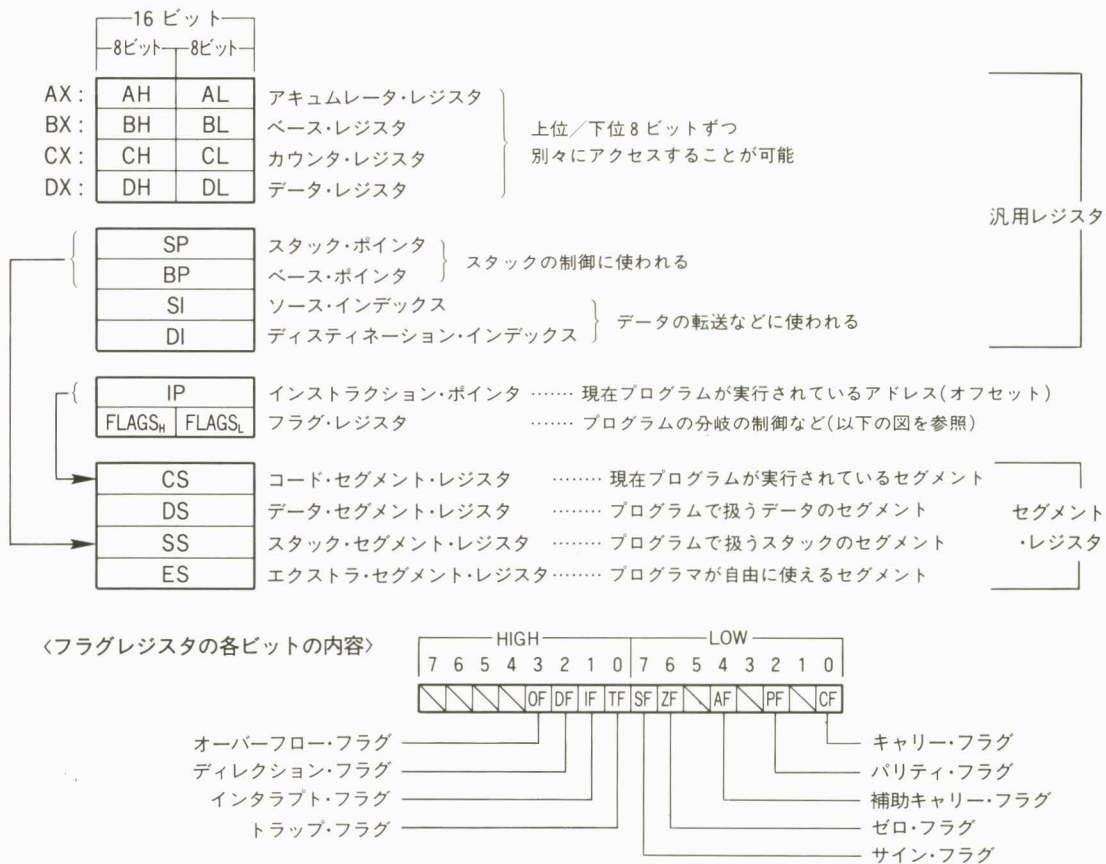 16 ビット
8ビット 8ビット
AX : AH AL アキュムレータ・レジスタ
BX : BH BL ベース・レジスタ
CX : CH CL カウンタ・レジスタ
DX : DH DL データ・レジスタ
上位／下位8ビットずつ
別々にアクセスすることが可能
汎用レジスタ
SP スタック・ポインタ
BP ベース・ポインタ
スタックの制御に使われる
SI ソース・インデックス
DI ディスティネーション・インデックス
データの転送などに使われる
IP インストラクション・ポインタ ……‥ 現在プログラムが実行されているアドレス(オフセット)
FLAGSH FLAGSL フラグ・レジスタ ……‥ プログラムの分岐の制御など(以下の図を参照)
CS コード・セグメント・レジスタ ……‥ 現在プログラムが実行されているセグメント
DS データ・セグメント・レジスタ ……‥ プログラムで扱うデータのセグメント
SS スタック・セグメント・レジスタ ……‥ プログラムで扱うスタックのセグメント
ES エクストラ・セグメント・レジスタ ……‥ プログラマが自由に使えるセグメント
セグメント
・レジスタ
〈フラグレジスタの各ビットの内容〉
HIGH LOW
7 6 5 4 3 2 1 0 7 6 5 4 3 2 1 0
OF DF IF TF SF ZF AF PF CF
オーバーフロー・フラグ
ディレクション・フラグ
インタラプト・フラグ
トラップ・フラグ
キャリー・フラグ
パリティ・フラグ
補助キャリー・フラグ
ゼロ・フラグ
サイン・フラグ